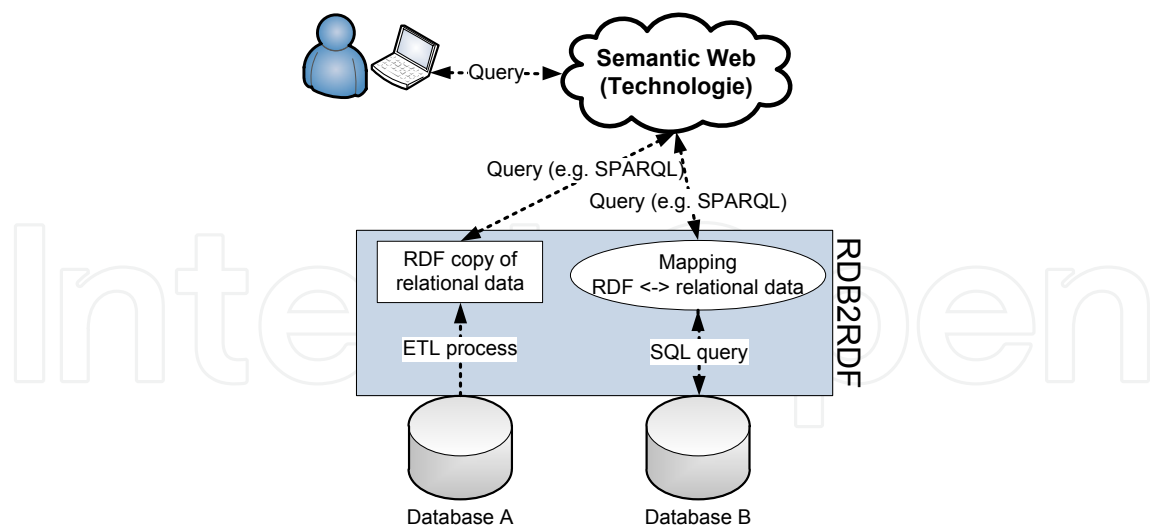 Semantic Web
(Technologie)
Query
Query (e.g. SPARQL)
Query (e.g. SPARQL)
RDF copy of
relational data
Mapping
RDF <-> relational data
RDB2RDF
ETL process
SQL query
Database A
Database B